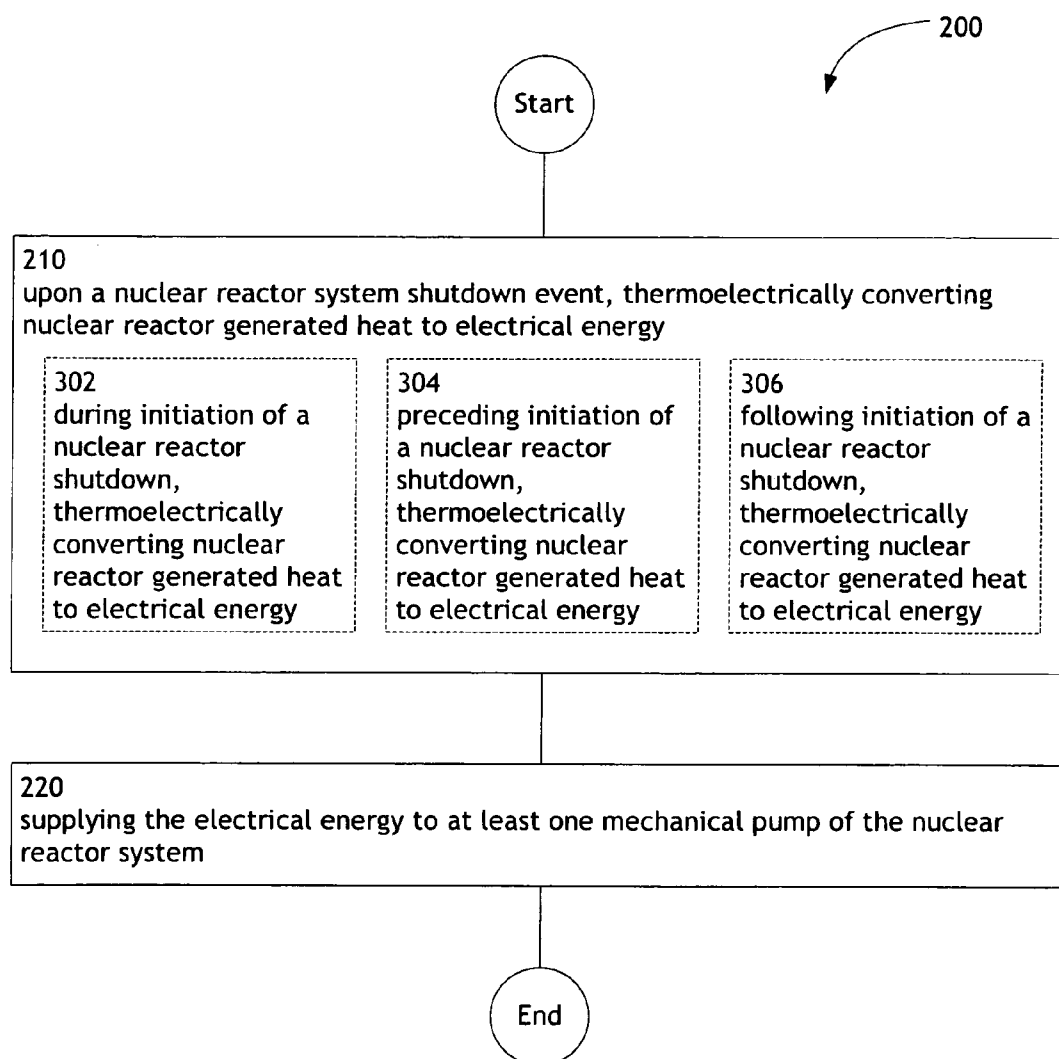 200
Start
210
upon a nuclear reactor system shutdown event, thermoelectrically converting
nuclear reactor generated heat to electrical energy
302
during initiation of a
nuclear reactor
shutdown,
thermoelectrically
converting nuclear
reactor generated heat
to electrical energy
304
preceding initiation of
a nuclear reactor
shutdown,
thermoelectrically
converting nuclear
reactor generated heat
to electrical energy
306
following initiation of a
nuclear reactor
shutdown,
thermoelectrically
converting nuclear
reactor generated heat
to electrical energy
220
supplying the electrical energy to at least one mechanical pump of the nuclear
reactor system
End